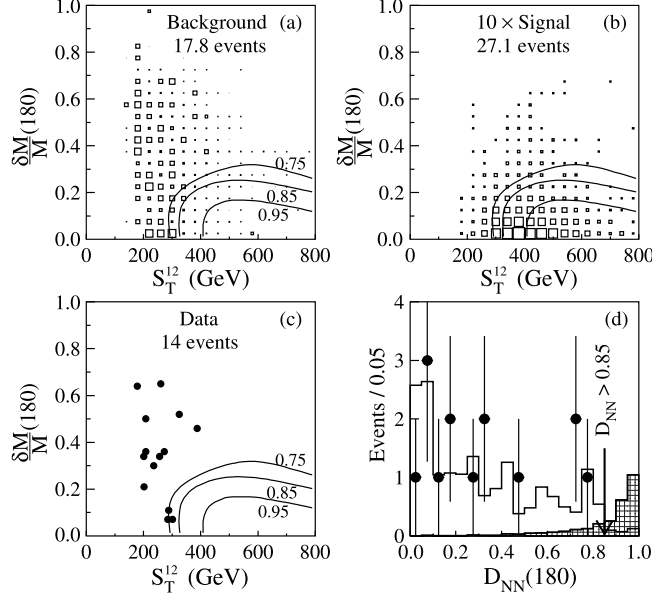 Background (a)
17.8 events
1.0
0.8
0.6
0.4
0.2
0.0
δM/M(180)
0.75
0.85
0.95
0 200 400 600 800
S_T^12 (GeV)
10 × Signal (b)
27.1 events
1.0
0.8
0.6
0.4
0.2
0.0
δM/M(180)
0.75
0.85
0.95
0 200 400 600 800
S_T^12 (GeV)
Data (c)
14 events
1.0
0.8
0.6
0.4
0.2
0.0
δM/M(180)
0.75
0.85
0.95
0 200 400 600 800
S_T^12 (GeV)
(d)
4
3
2
1
0
Events / 0.05
D_NN > 0.85
0.0 0.2 0.4 0.6 0.8 1.0
D_NN(180)